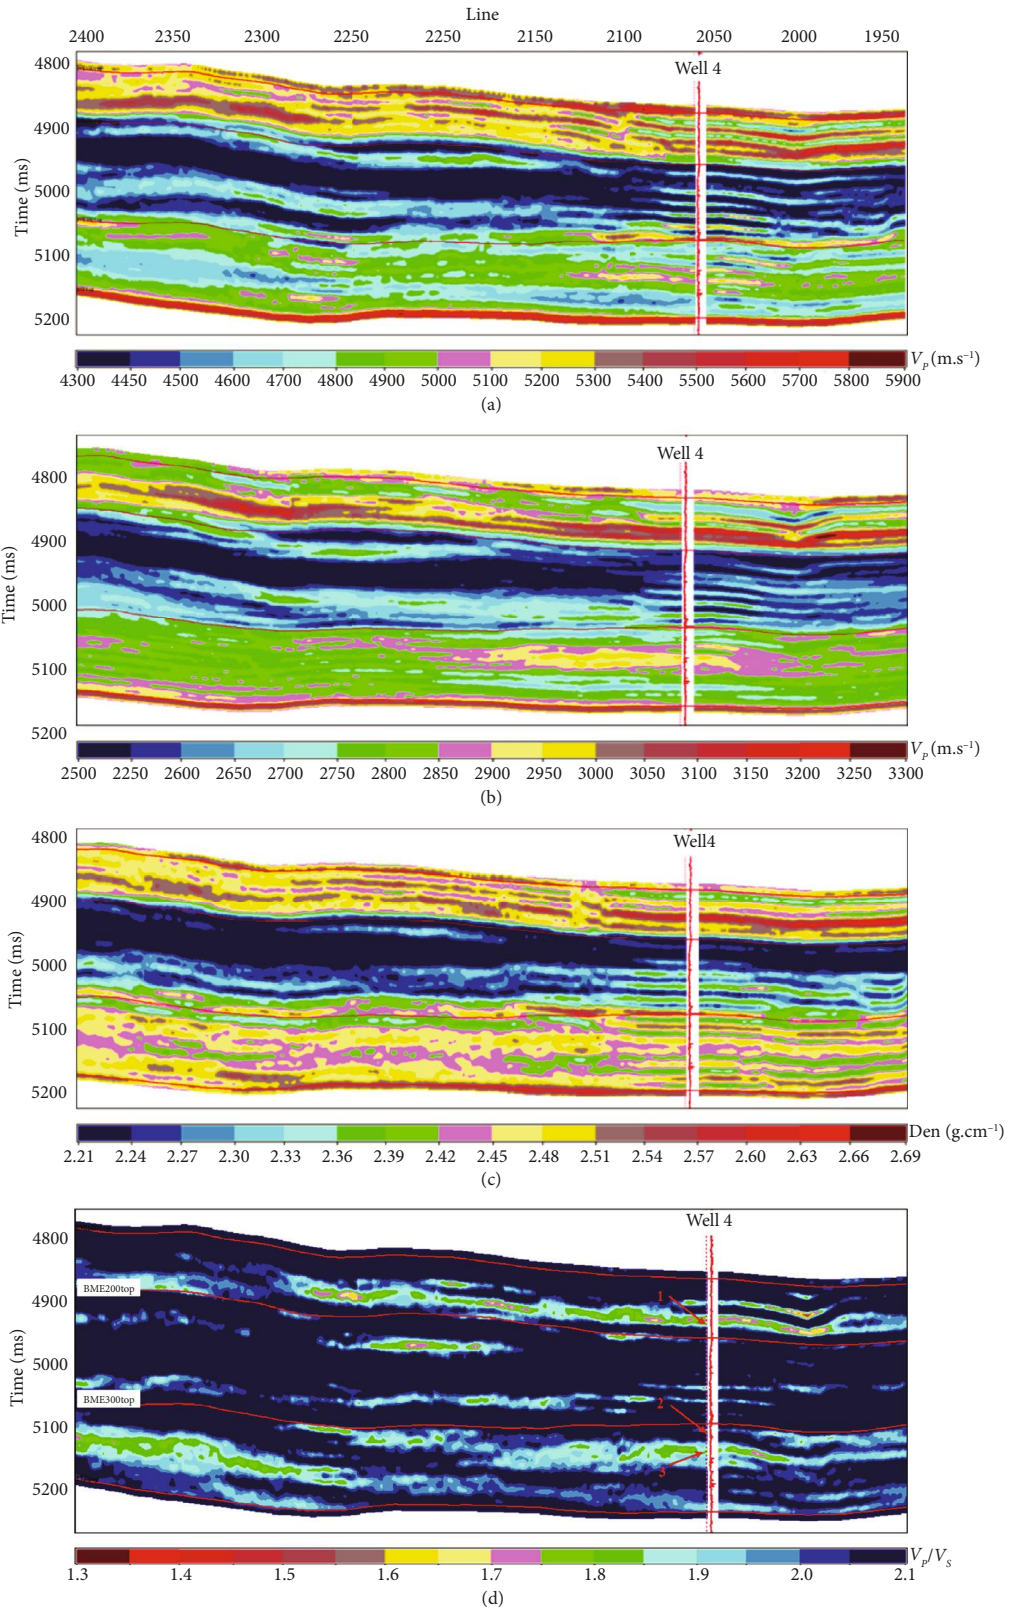 Line
2400 2350 2300 2250 2250 2150 2100 2050 2000 1950
Well 4
4800
4900
5000
5100
5200
Time (ms)
4300 4450 4500 4600 4700 4800 4900 5000 5100 5200 5300 5400 5500 5600 5700 5800 5900
VP (m.s–1)
(a)
Well 4
4800
4900
5000
5100
5200
Time (ms)
2500 2250 2600 2650 2700 2750 2800 2850 2900 2950 3000 3050 3100 3150 3200 3250 3300
VP (m.s–1)
(b)
Well4
4800
4900
5000
5100
5200
Time (ms)
2.21 2.24 2.27 2.30 2.33 2.36 2.39 2.42 2.45 2.48 2.51 2.54 2.57 2.60 2.63 2.66 2.69
Den (g.cm–1)
(c)
Well 4
4800
BME200top
4900
1
5000
BME300top
2
5100
3
5200
Time (ms)
1.3 1.4 1.5 1.6 1.7 1.8 1.9 2.0 2.1
VP/VS
(d)